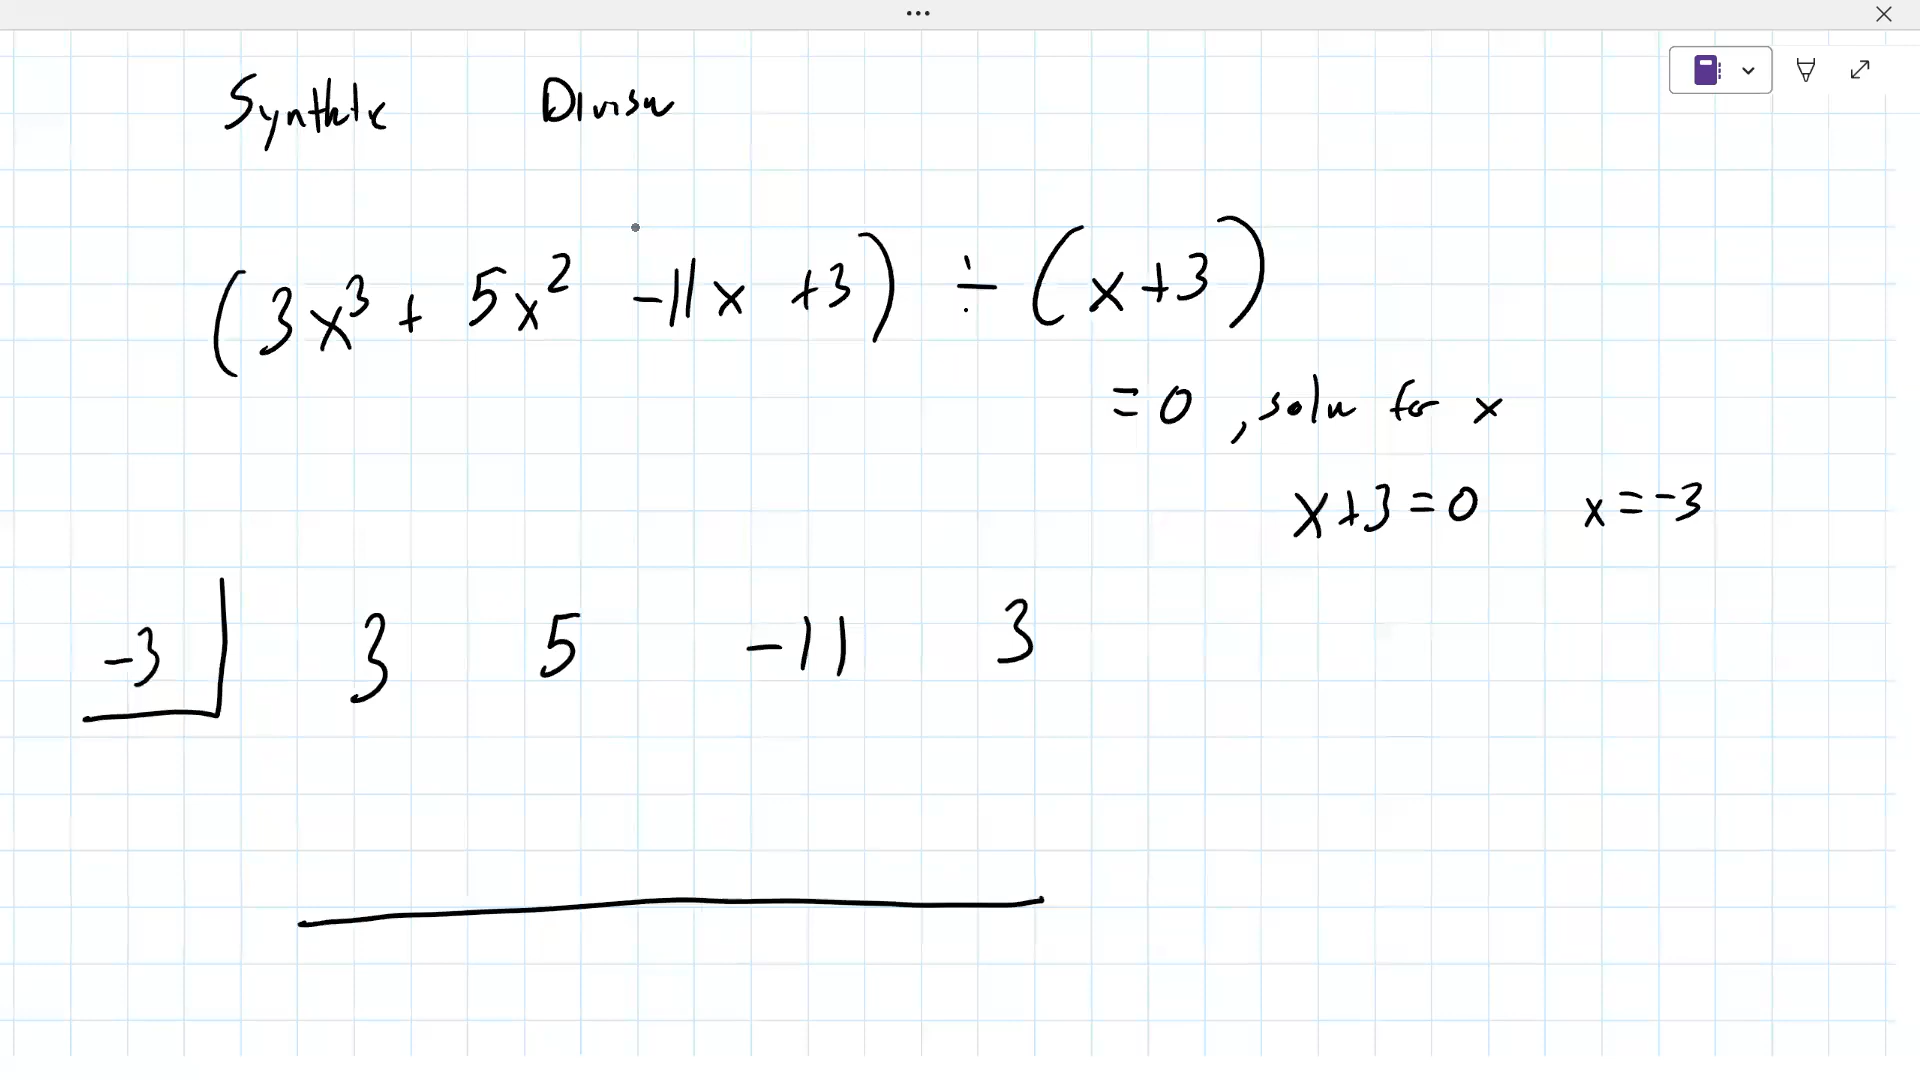 Synthetic Division
(3x³ + 5x² -11x +3) ÷ (x+3)
= 0 , solve for x
x+3=0 x=-3
-3 3 5 -11 3